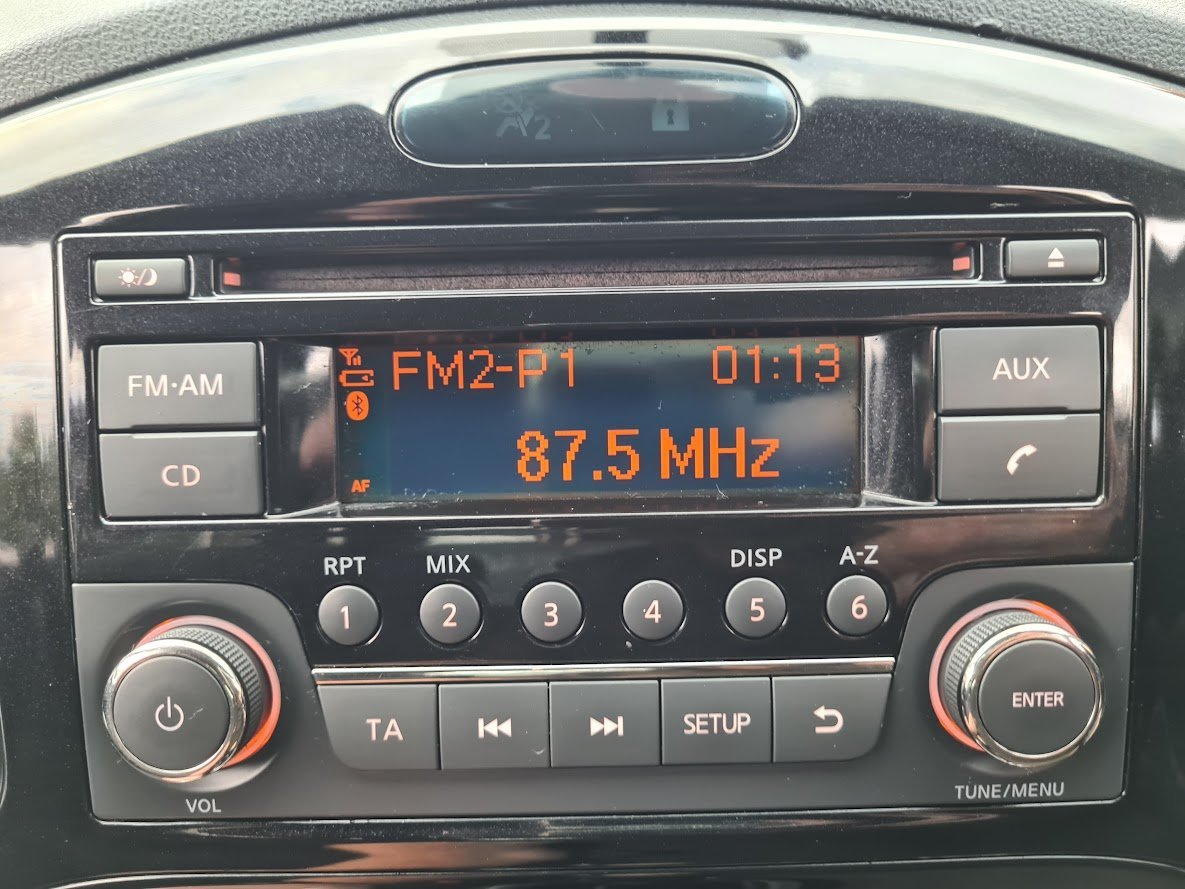 2
FM2-P1 01:13
FM·AM
AUX
87.5 MHz
CD
AF
RPT MIX DISP A-Z
1 2 3 4 5 6
TA SETUP
ENTER
VOL
TUNE/MENU